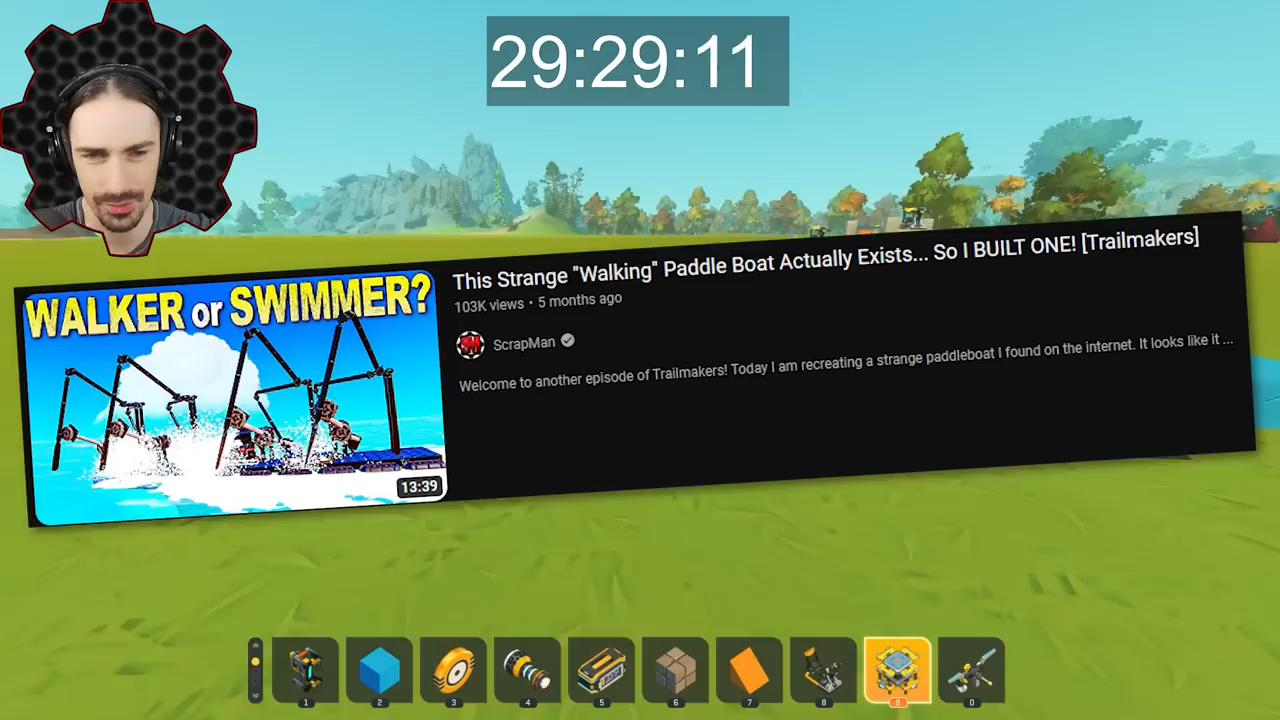 29:29:11
WALKER or SWIMMER?
13:39
This Strange "Walking" Paddle Boat Actually Exists... So I BUILT ONE! [Trailmakers]
103K views • 5 months ago
SM
ScrapMan
Welcome to another episode of Trailmakers! Today I am recreating a strange paddleboat I found on the internet. It looks like it ...
1
2
3
4
5
6
7
8
9
0